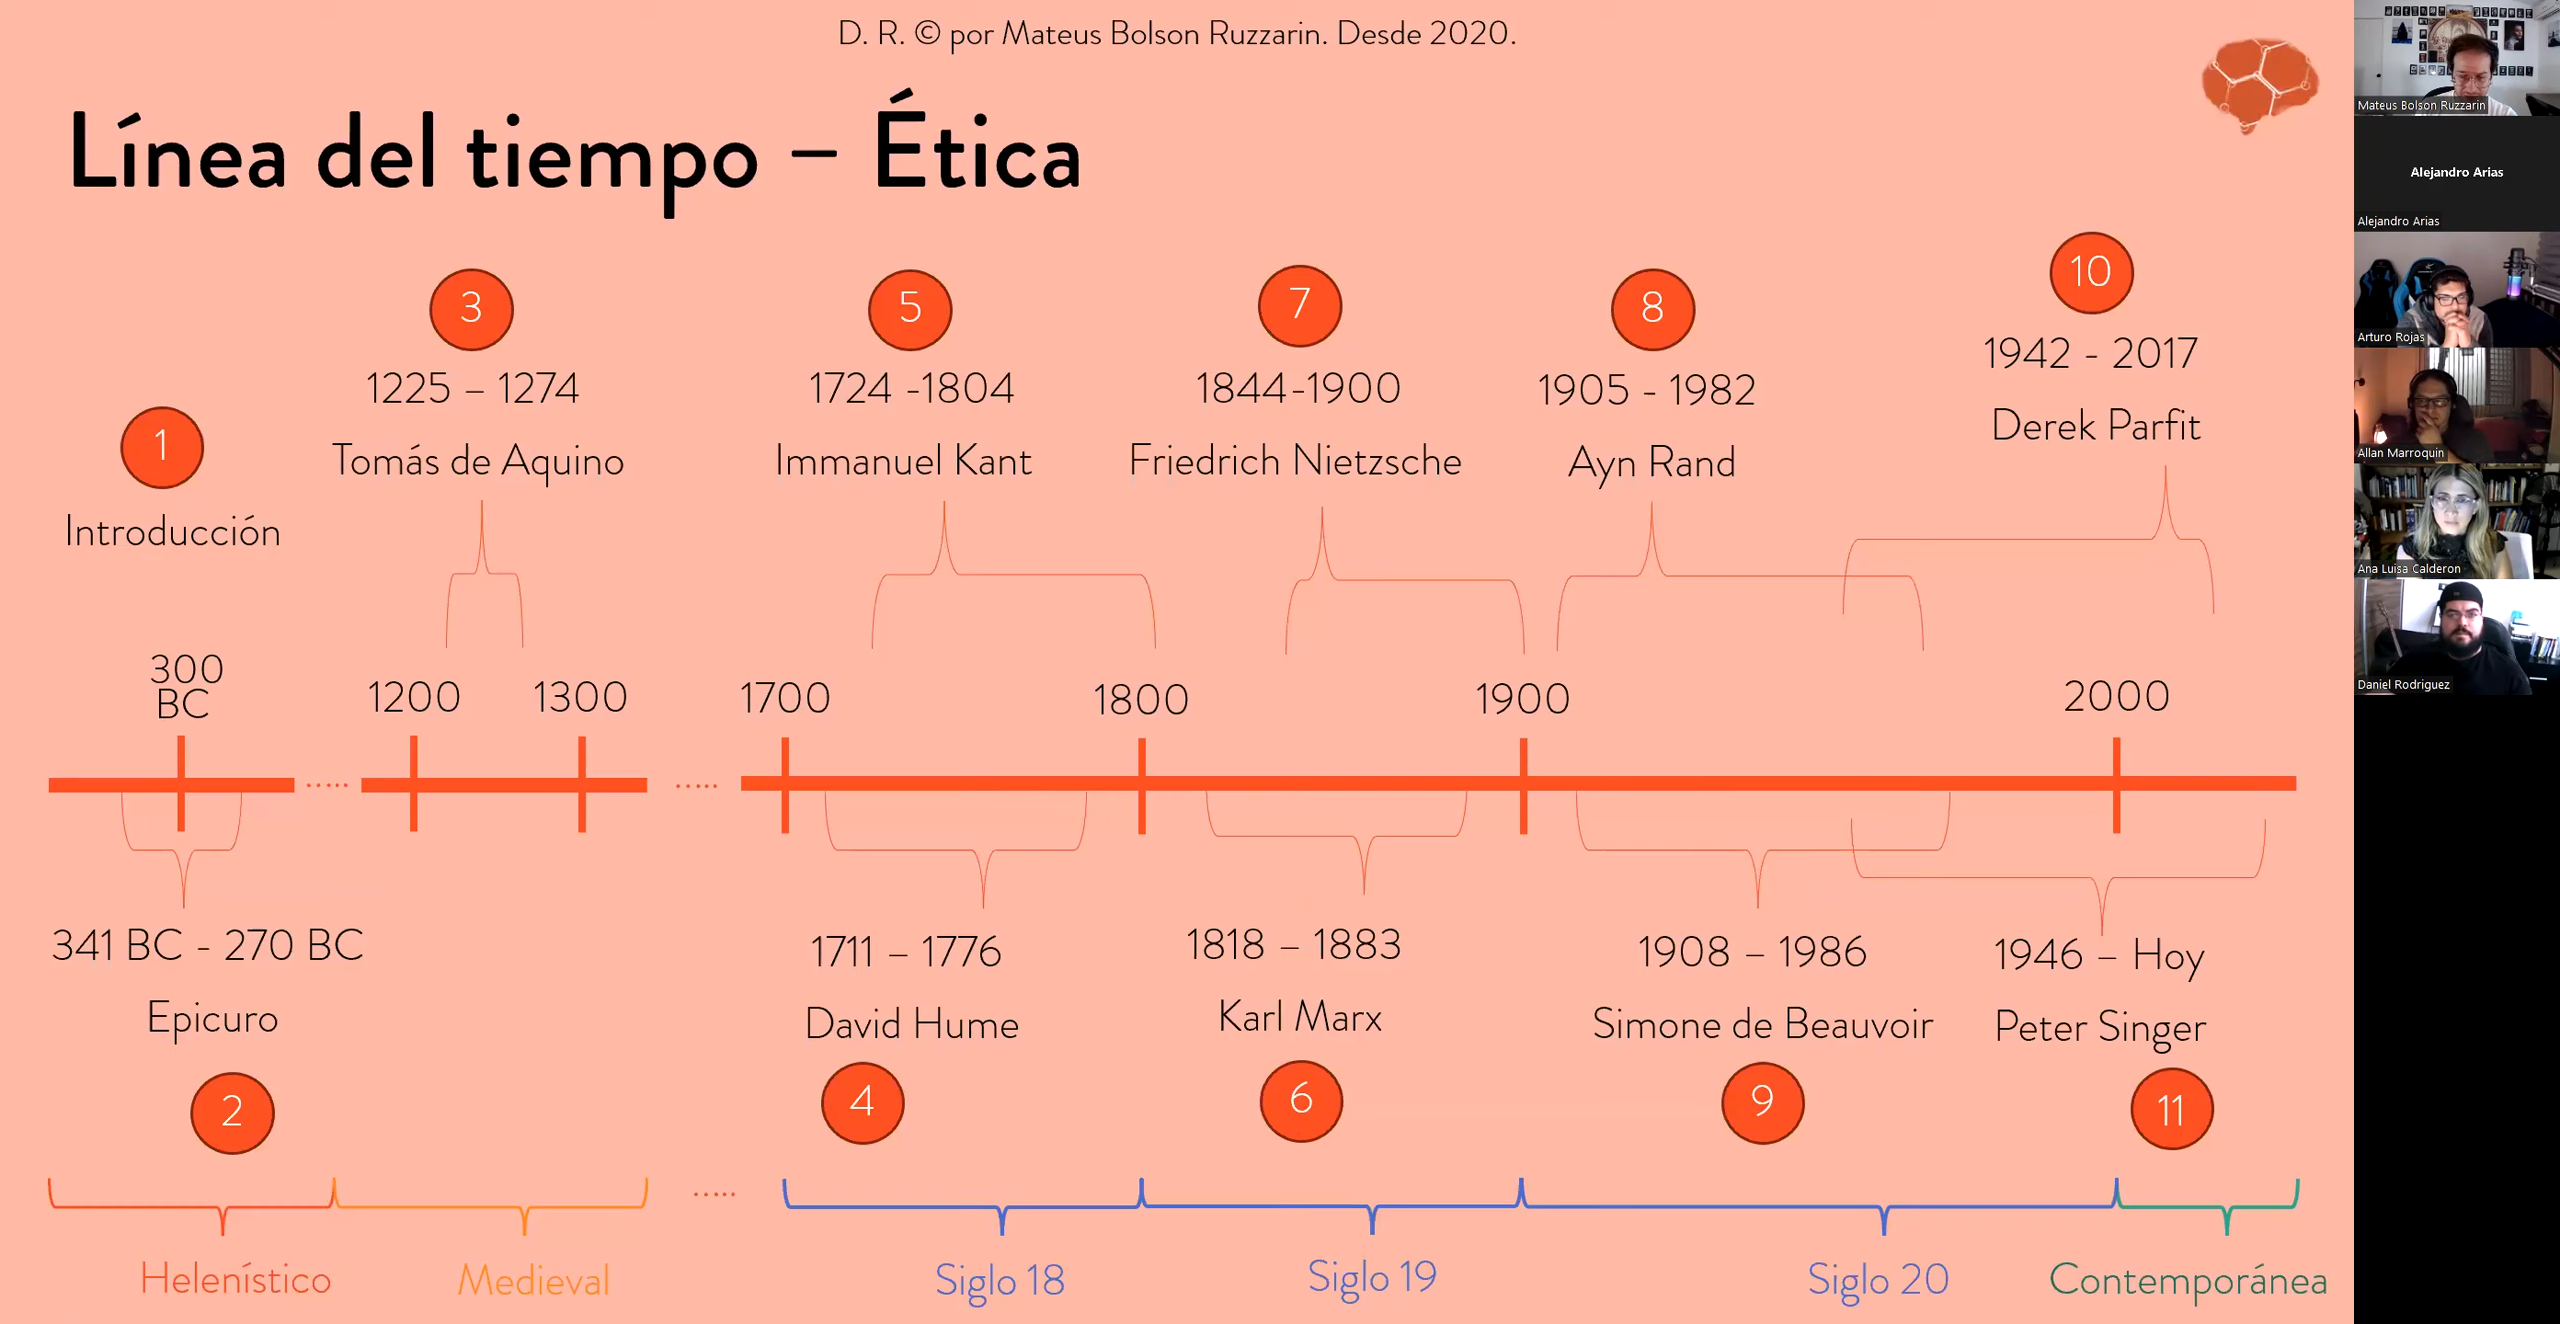 D. R. © por Mateus Bolson Ruzzarin. Desde 2020.
Línea del tiempo – Ética
1
Introducción
3
1225 – 1274
Tomás de Aquino
5
1724 -1804
Immanuel Kant
7
1844-1900
Friedrich Nietzsche
8
1905 - 1982
Ayn Rand
10
1942 - 2017
Derek Parfit
300
BC
1200
1300
1700
1800
1900
2000
.....
.....
341 BC - 270 BC
Epicuro
2
1711 – 1776
David Hume
4
1818 – 1883
Karl Marx
6
1908 – 1986
Simone de Beauvoir
9
1946 – Hoy
Peter Singer
11
.....
Helenístico
Medieval
Siglo 18
Siglo 19
Siglo 20
Contemporánea
Mateus Bolson Ruzzarin
Alejandro Arias
Alejandro Arias
Arturo Rojas
Allan Marroquin
Ana Luisa Calderon
Daniel Rodriguez